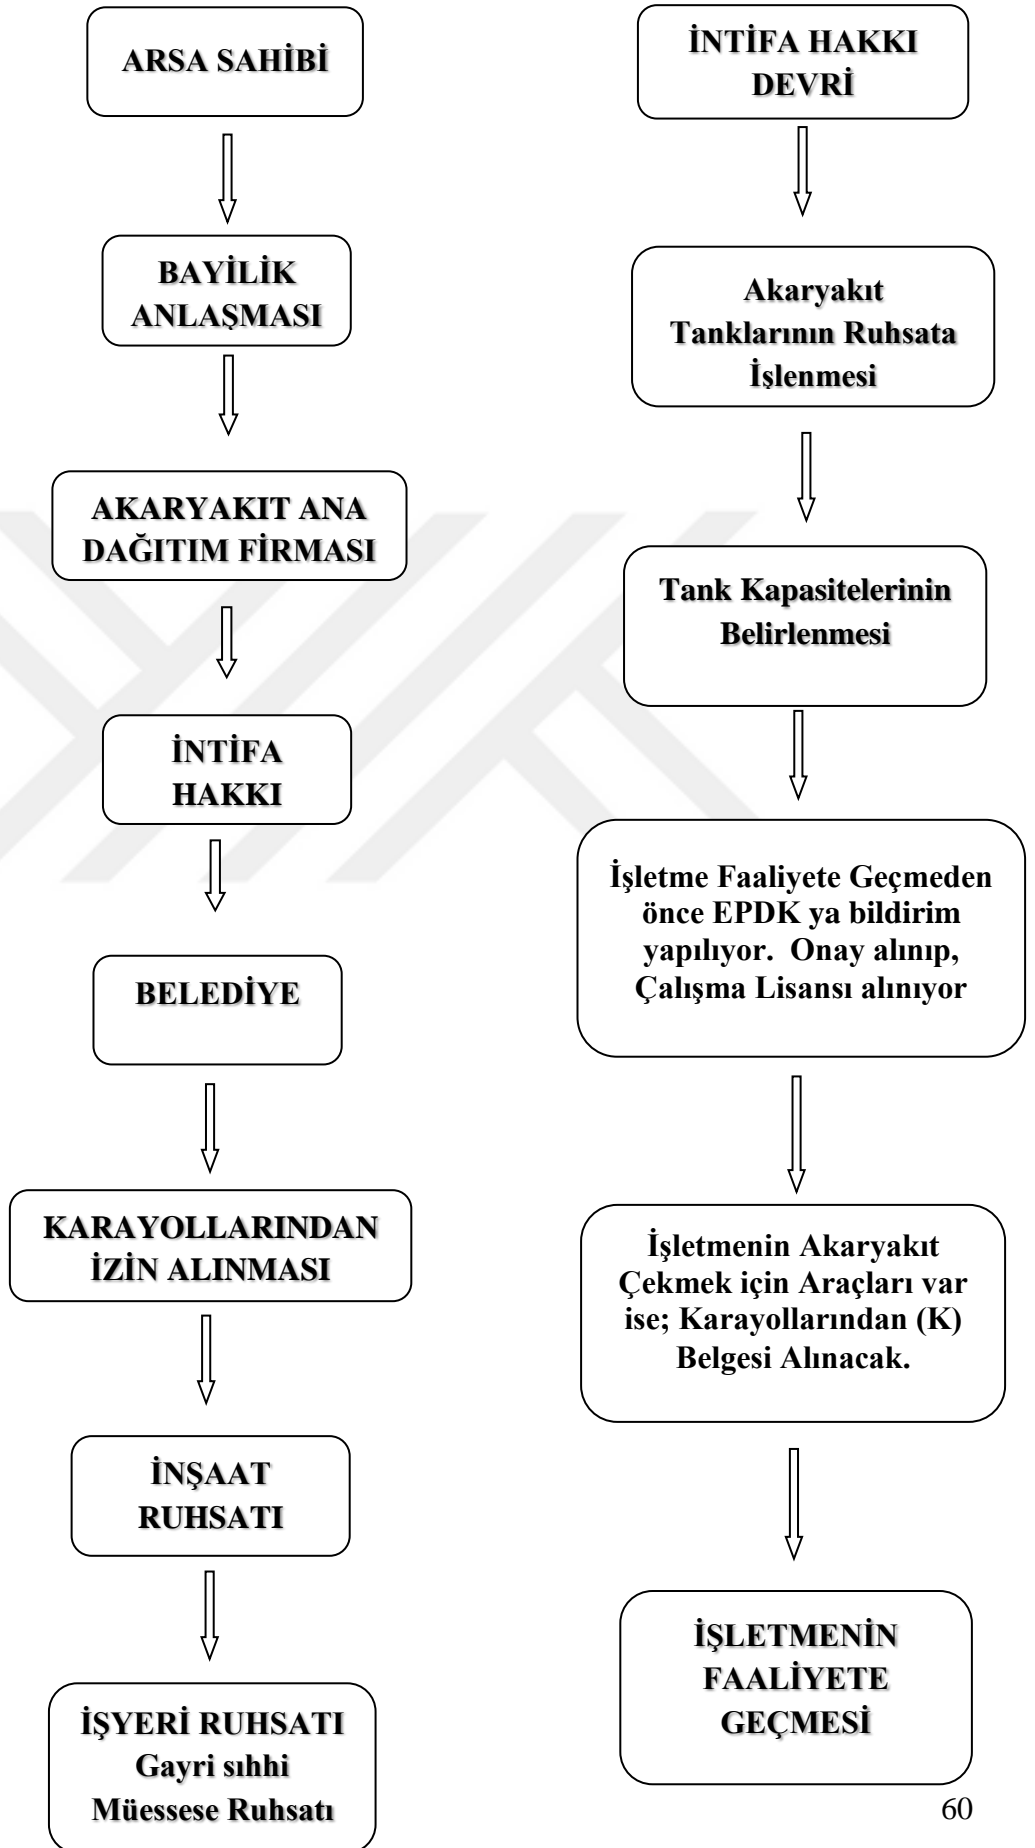 ARSA SAHİBİ
BAYİLİK
ANLAŞMASI
AKARYAKIT ANA
DAĞITIM FİRMASI
İNTİFA
HAKKI
BELEDİYE
KARAYOLLARINDAN
İZİN ALINMASI
İNŞAAT
RUHSATI
İŞYERİ RUHSATI
Gayri sıhhi
Müessese Ruhsatı
İNTİFA HAKKI
DEVRİ
Akaryakıt
Tanklarının Ruhsata
İşlenmesi
Tank Kapasitelerinin
Belirlenmesi
İşletme Faaliyete Geçmeden
önce EPDK ya bildirim
yapılıyor. Onay alınıp,
Çalışma Lisansı alınıyor
İşletmenin Akaryakıt
Çekmek için Araçları var
ise; Karayollarından (K)
Belgesi Alınacak.
İŞLETMENİN
FAALİYETE
GEÇMESİ
60